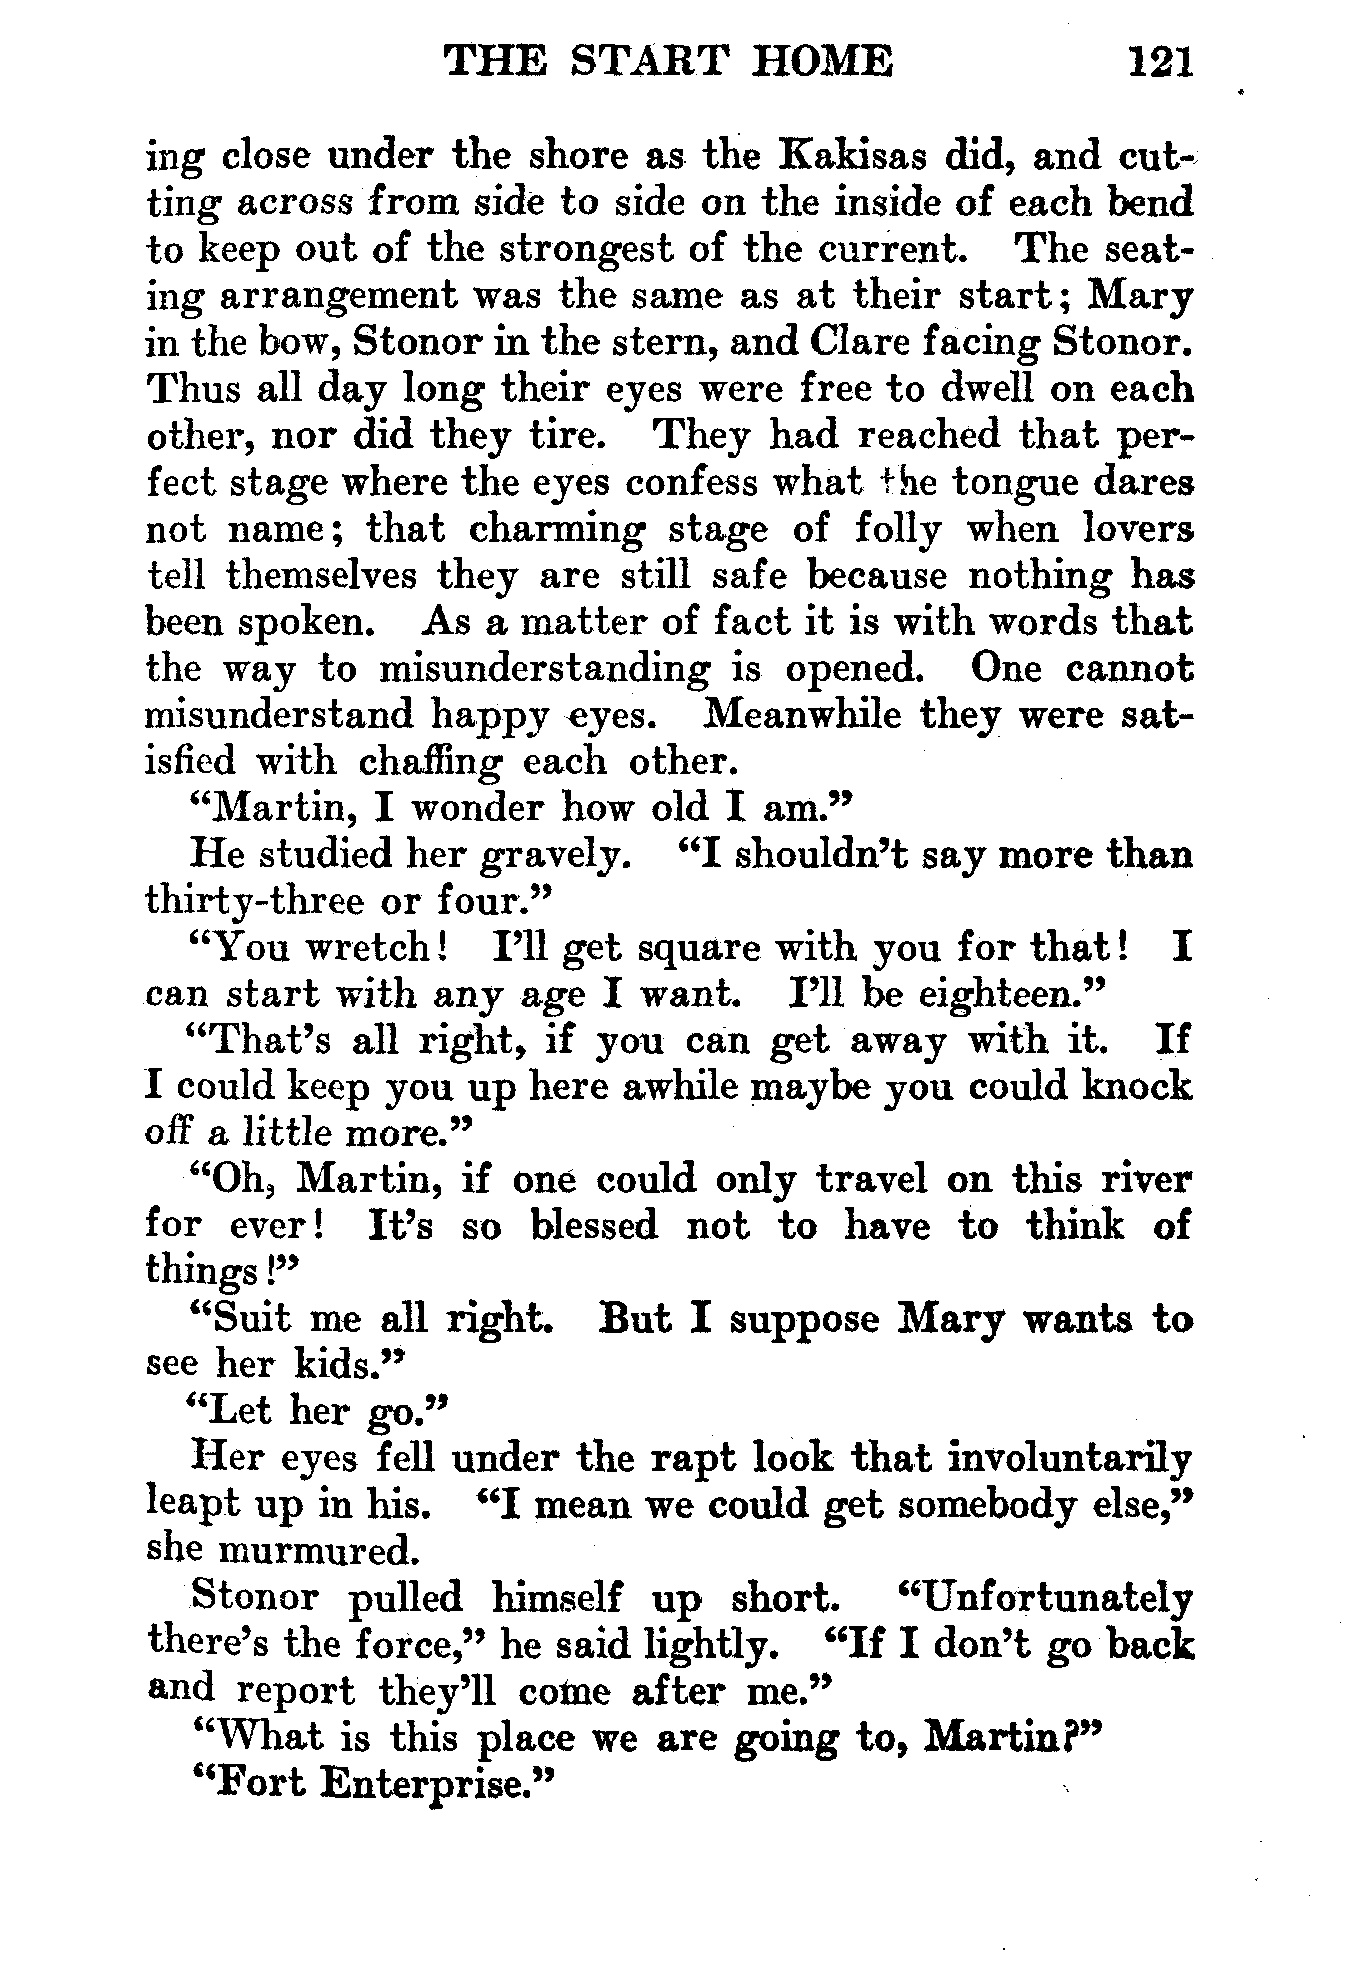 THE START HOME 121
ing close under the shore as the Kakisas did, and cut-
ting across from side to side on the inside of each bend
to keep out of the strongest of the current. The seat-
ing arrangement was the same as at their start; Mary
in the bow, Stonor in the stern, and Clare facing Stonor.
Thus all day long their eyes were free to dwell on each
other, nor did they tire. They had reached that per-
fect stage where the eyes confess what the tongue dares
not name; that charming stage of folly when lovers
tell themselves they are still safe because nothing has
been spoken. As a matter of fact it is with words that
the way to misunderstanding is opened. One cannot
misunderstand happy eyes. Meanwhile they were sat-
isfied with chaffing each other.
“Martin, I wonder how old I am.”
He studied her gravely. “I shouldn’t say more than
thirty-three or four.”
“You wretch! I’ll get square with you for that! I
can start with any age I want. I’ll be eighteen.”
“That’s all right, if you can get away with it. If
I could keep you up here awhile maybe you could knock
off a little more.”
“Oh, Martin, if one could only travel on this river
for ever! It’s so blessed not to have to think of
things!”
“Suit me all right. But I suppose Mary wants to
see her kids.”
“Let her go.”
Her eyes fell under the rapt look that involuntarily
leapt up in his. “I mean we could get somebody else,”
she murmured.
Stonor pulled himself up short. “Unfortunately
there’s the force,” he said lightly. “If I don’t go back
and report they’ll come after me.”
“What is this place we are going to, Martin?”
“Fort Enterprise.”